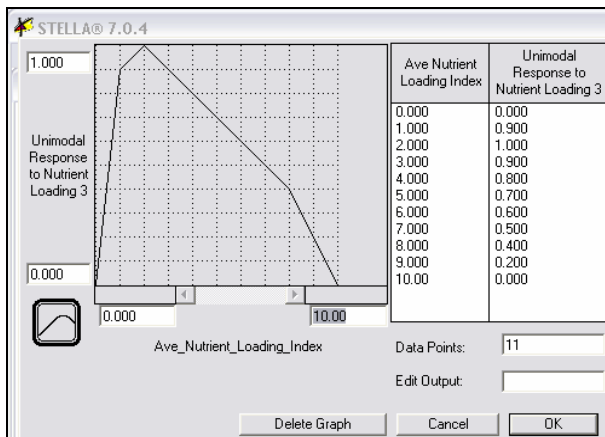 STELLA® 7.0.4
1.000
Unimodal
Response
to Nutrient
Loading 3
0.000
0.000
10.00
Ave_Nutrient_Loading_Index
Ave Nutrient
Loading Index
Unimodal
Response to
Nutrient Loading 3
0.000 0.000
1.000 0.900
2.000 1.000
3.000 0.900
4.000 0.800
5.000 0.700
6.000 0.600
7.000 0.500
8.000 0.400
9.000 0.200
10.00 0.000
Data Points: 11
Edit Output:
Delete Graph
Cancel
OK